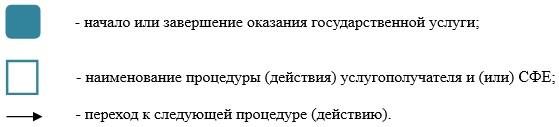 - начало или завершение оказания государственной услуги;
- наименование процедуры (действия) услугополучателя и (или) СФЕ;
- переход к следующей процедуре (действию).